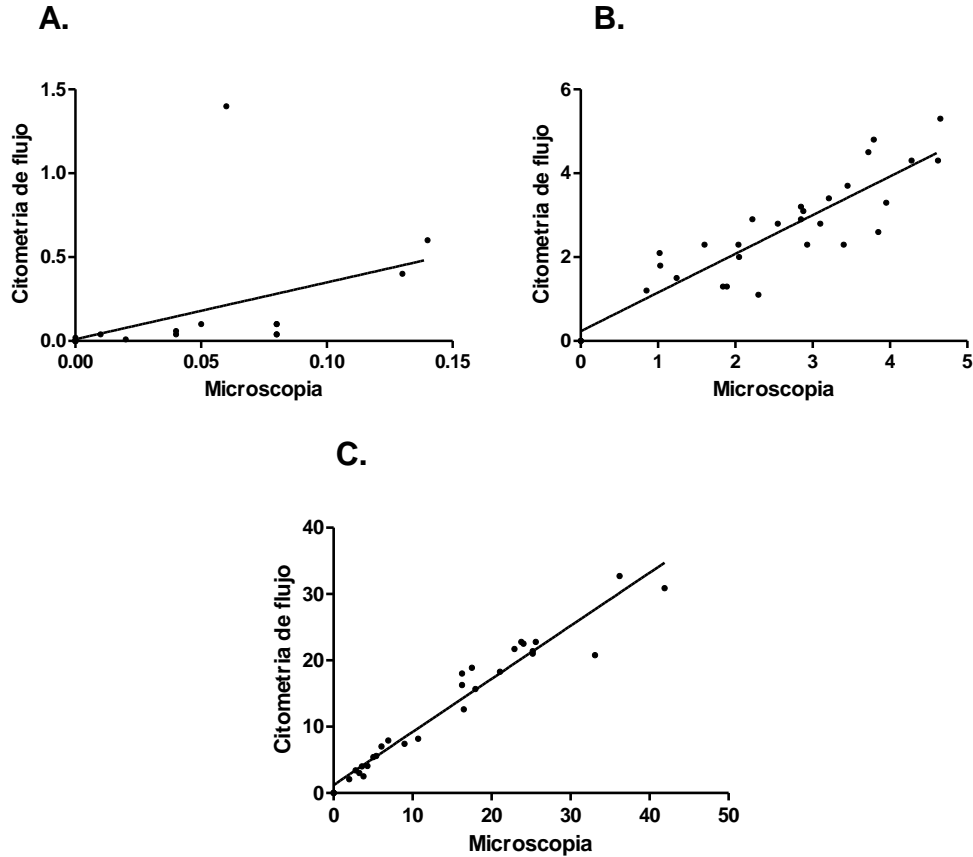 A.
Citometria de flujo
1.5
1.0
0.5
0.0
0.00 0.05 0.10 0.15
Microscopia
B.
Citometria de flujo
6
4
2
0
0 1 2 3 4 5
Microscopia
C.
Citometria de flujo
40
30
20
10
0
0 10 20 30 40 50
Microscopia